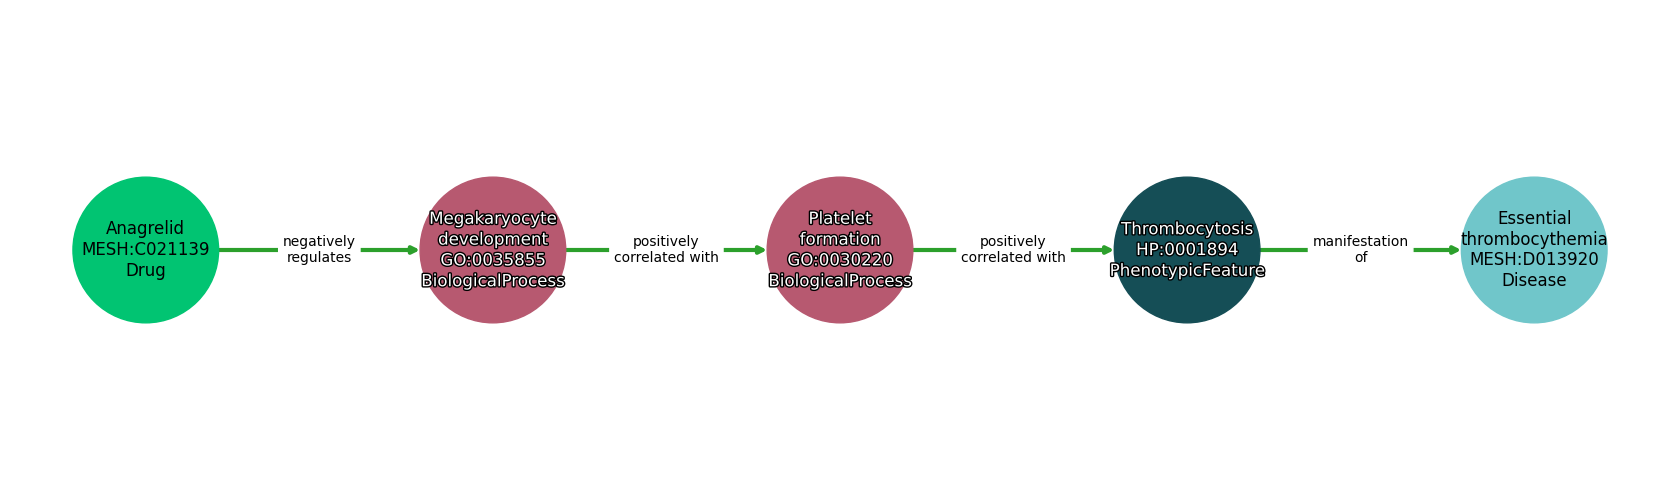 Anagrelid
MESH:C021139
Drug
negatively
regulates
Megakaryocyte
development
GO:0035855
BiologicalProcess
positively
correlated with
Platelet
formation
GO:0030220
BiologicalProcess
positively
correlated with
Thrombocytosis
HP:0001894
PhenotypicFeature
manifestation
of
Essential
thrombocythemia
MESH:D013920
Disease